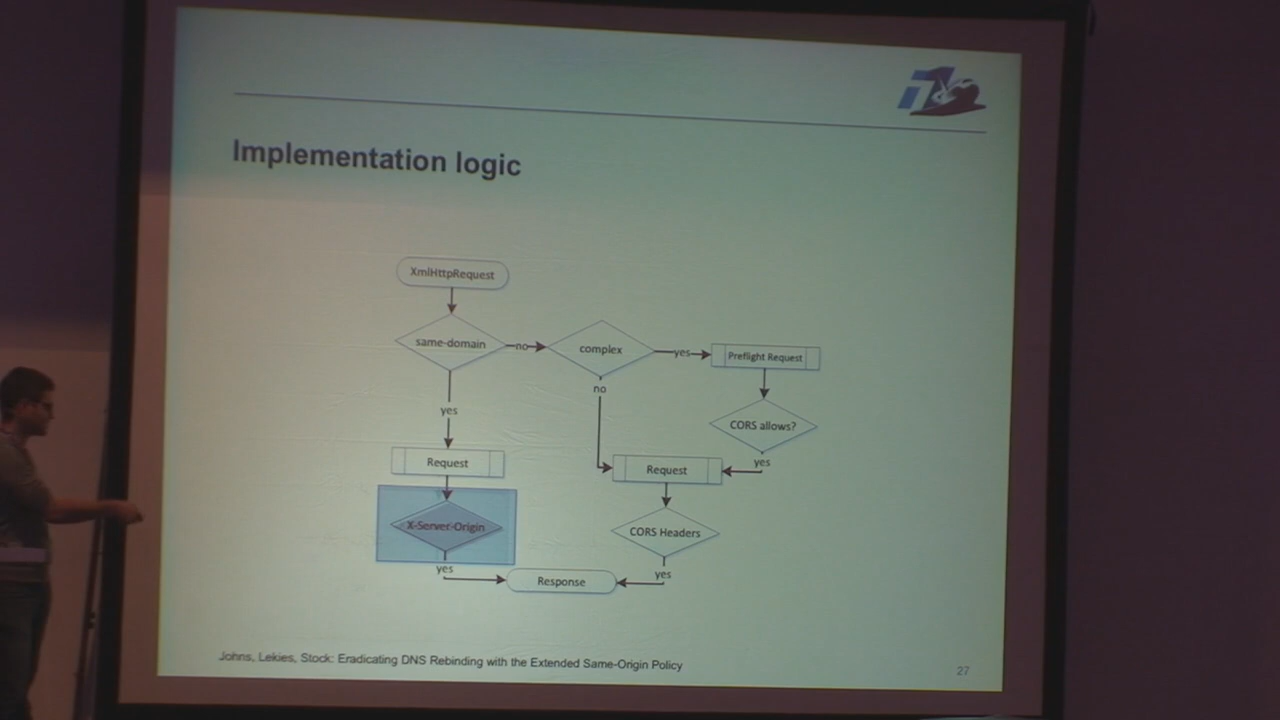 Implementation logic
XmlHttpRequest
same-domain
no
complex
yes
Preflight Request
no
CORS allows?
yes
yes
Request
Request
X-Server-Origin
CORS Headers
yes
yes
Response
Johns, Lekies, Stock: Eradicating DNS Rebinding with the Extended Same-Origin Policy
27